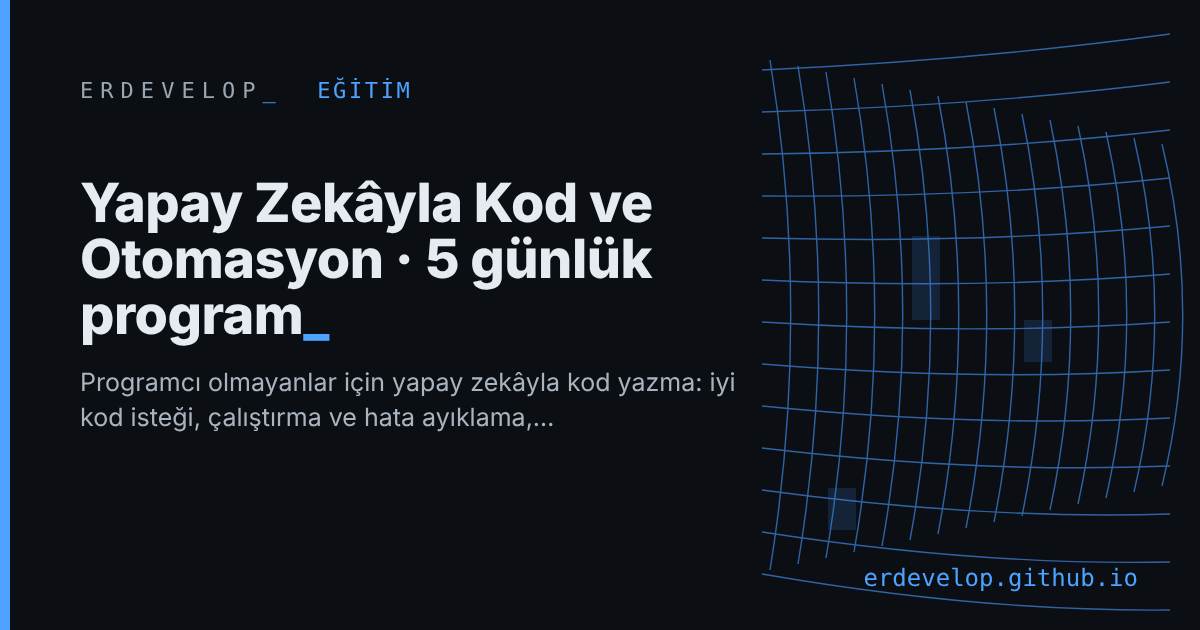 ERDEVELOP_ EĞİTİM
Yapay Zekâyla Kod ve
Otomasyon · 5 günlük
program_
Programcı olmayanlar için yapay zekâyla kod yazma: iyi
kod isteği, çalıştırma ve hata ayıklama,…
erdevelop.github.io